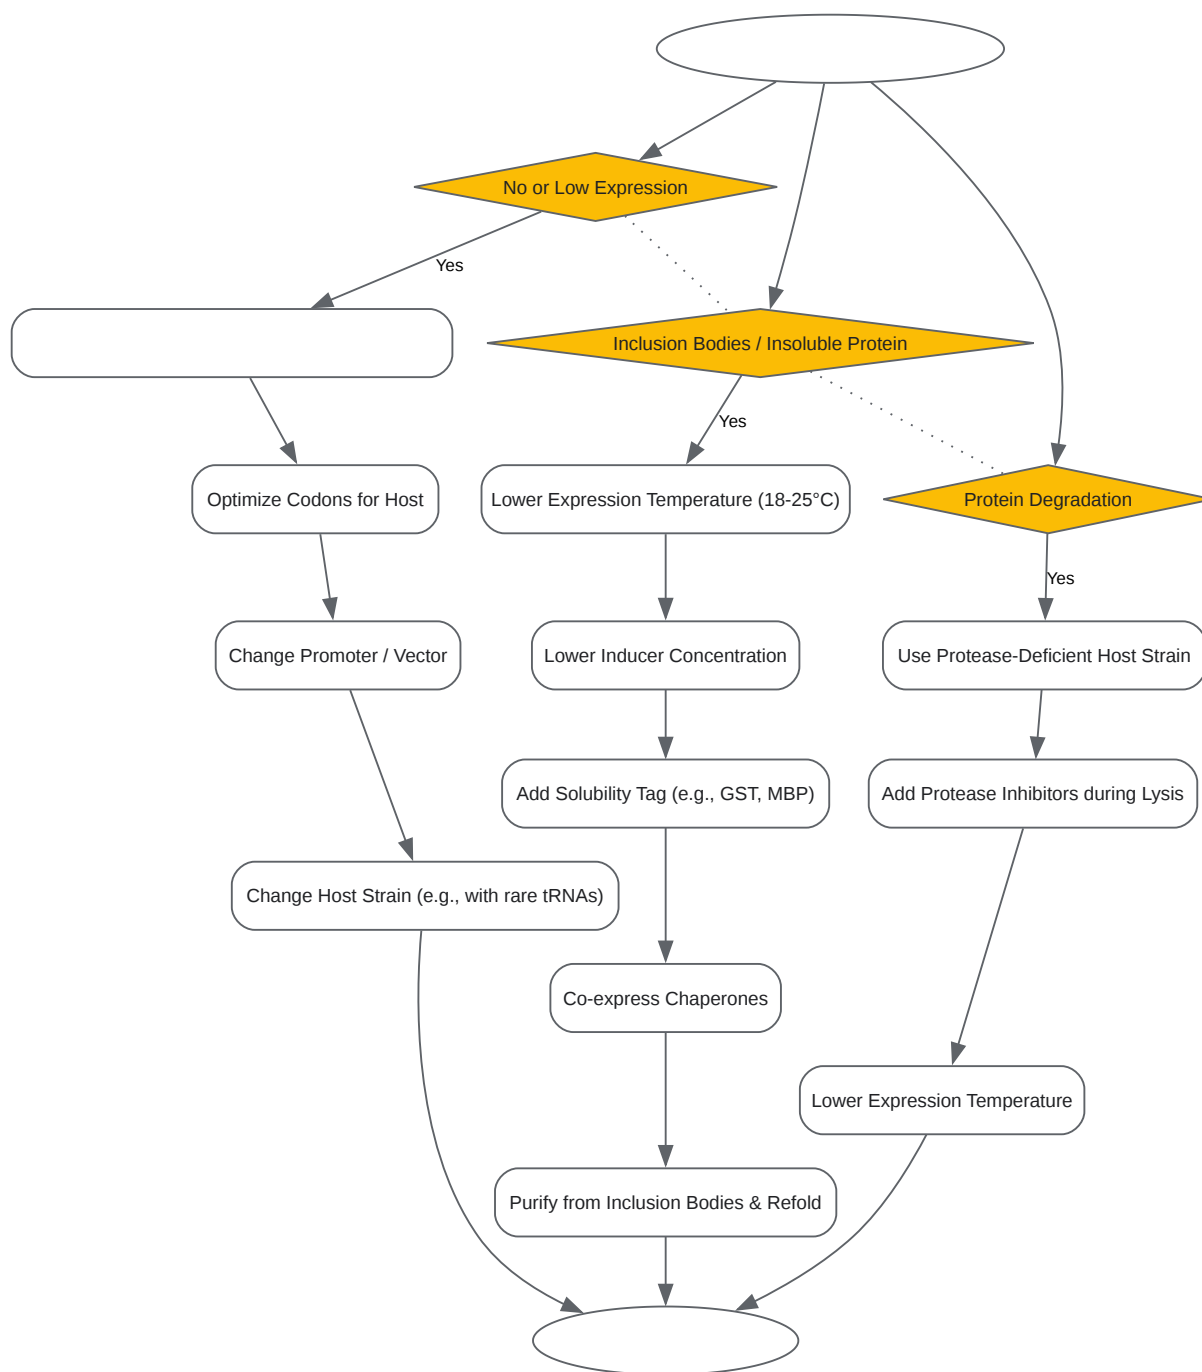 No or Low Expression
Yes
Inclusion Bodies / Insoluble Protein
Yes
Optimize Codons for Host
Lower Expression Temperature (18-25°C)
Protein Degradation
Yes
Change Promoter / Vector
Lower Inducer Concentration
Use Protease-Deficient Host Strain
Add Solubility Tag (e.g., GST, MBP)
Add Protease Inhibitors during Lysis
Change Host Strain (e.g., with rare tRNAs)
Co-express Chaperones
Lower Expression Temperature
Purify from Inclusion Bodies & Refold